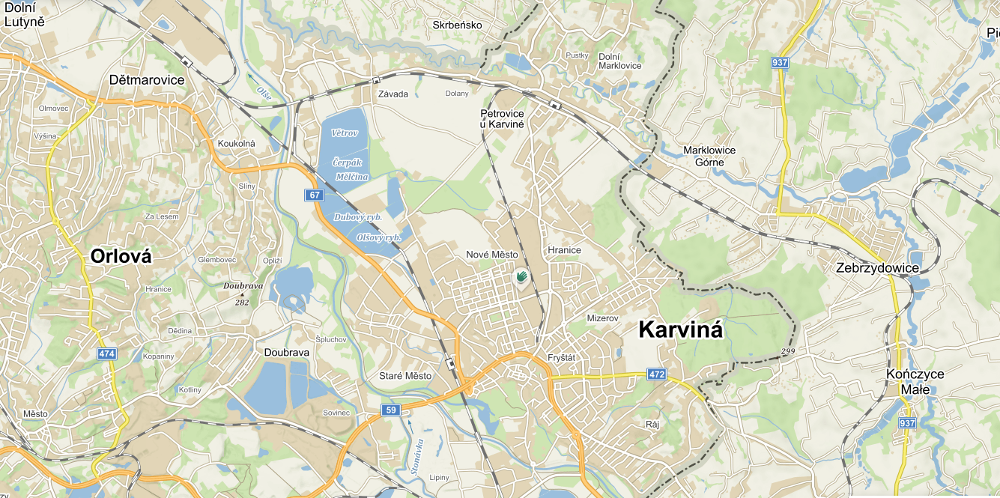 Dolní
Lutyně
Skrbeńsko
Pustky
Dolní
Marklovice
937
Dětmarovice
Olše
Závada
Dolany
Olmovec
Petrovice
u Karviné
Větrov
Výšina
Koukolná
Marklowice
Górne
Čerpák
Mělčina
Slíny
67
Za Lesem
Dubový ryb.
Olšový ryb.
Orlová
Glembovec
Opliží
Nové Město
Hranice
Zebrzydowice
Hranice
Doubrava
282
Mizerov
Karviná
Dědina
Špluchov
Doubrava
474
Kopaniny
Fryštát
299
Staré Město
472
Kończyce
Małe
Kotliny
Město
Sovinec
59
Ráj
937
Stonávka
Lipiny